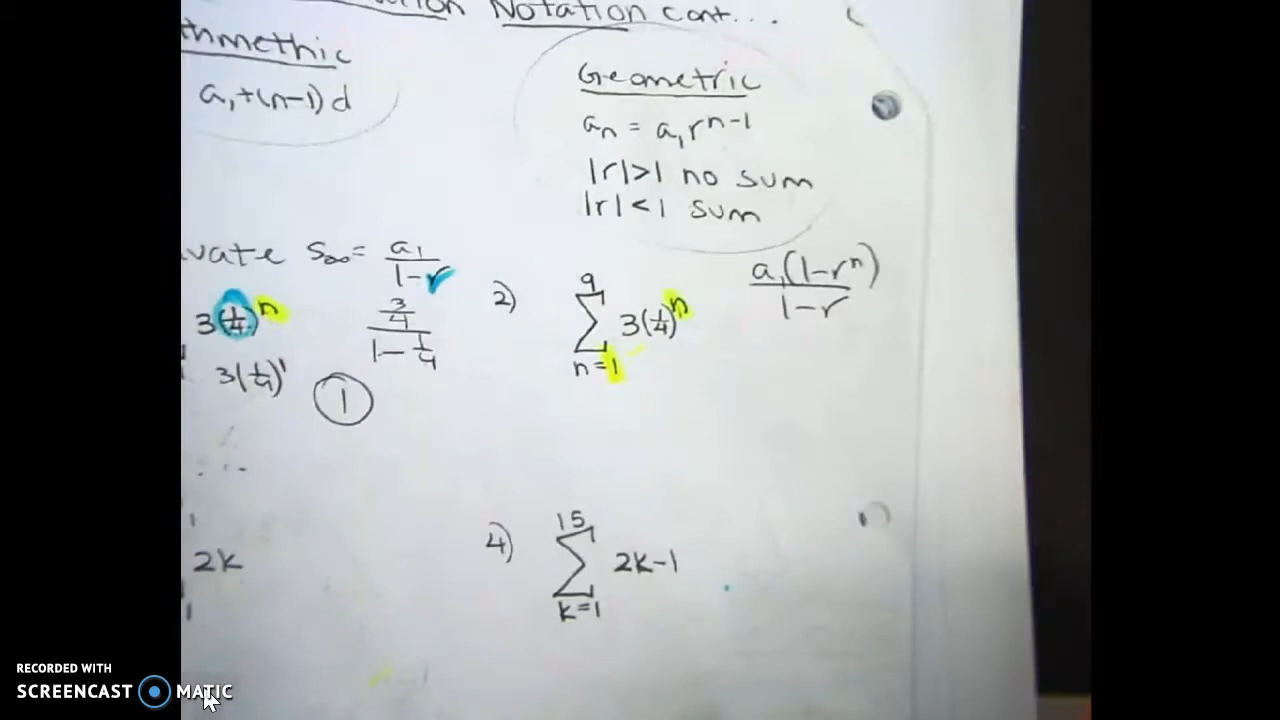 Notation cont...
thmethic
a₁+(n-1)d
Geometric
aₙ = a₁rⁿ⁻¹
|r|>1 no sum
|r|<1 sum
S∞= a₁/1-r
3(1/4)ⁿ
3/4 / 1-1/4
3(1/4)¹
1
2) 9 Σ n=1 3(1/4)ⁿ
a₁(1-rⁿ)/1-r
2k
1
4) 15 Σ k=1 2k-1
RECORDED WITH
SCREENCAST MATIC